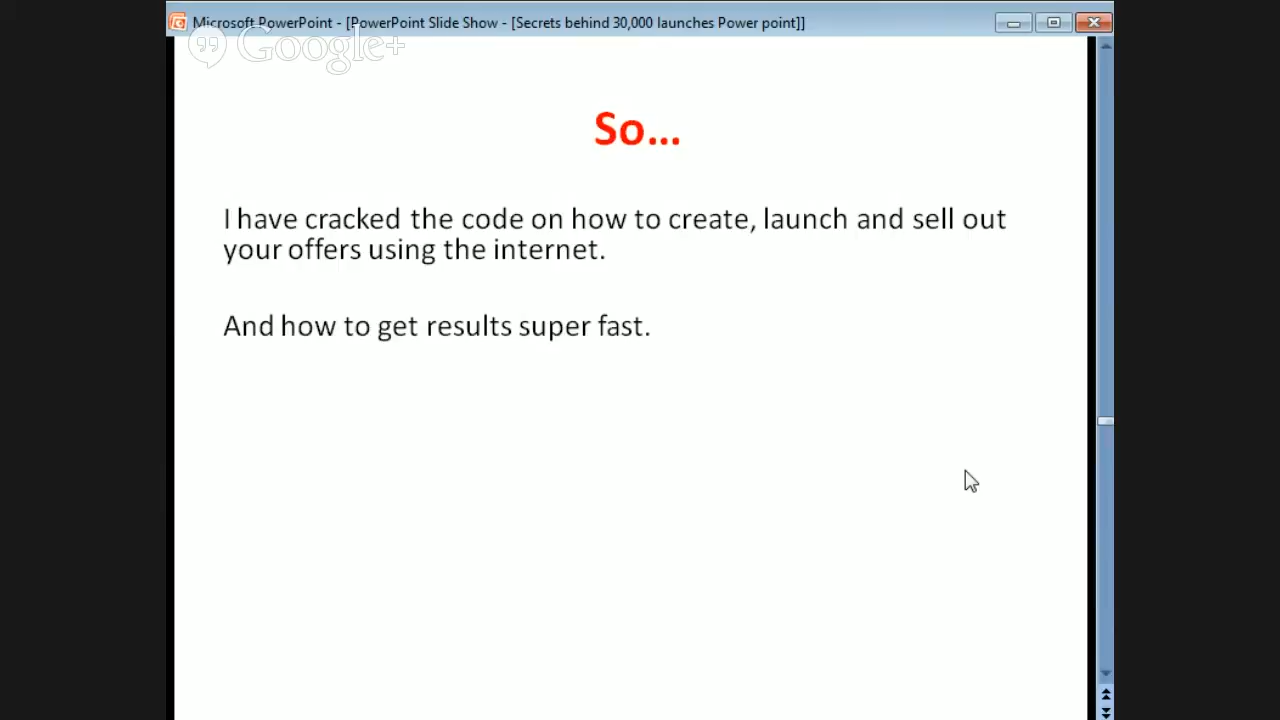 Microsoft PowerPoint - [PowerPoint Slide Show - [Secrets behind 30,000 launches Power point]]
Google+
So...
I have cracked the code on how to create, launch and sell out
your offers using the internet.
And how to get results super fast.